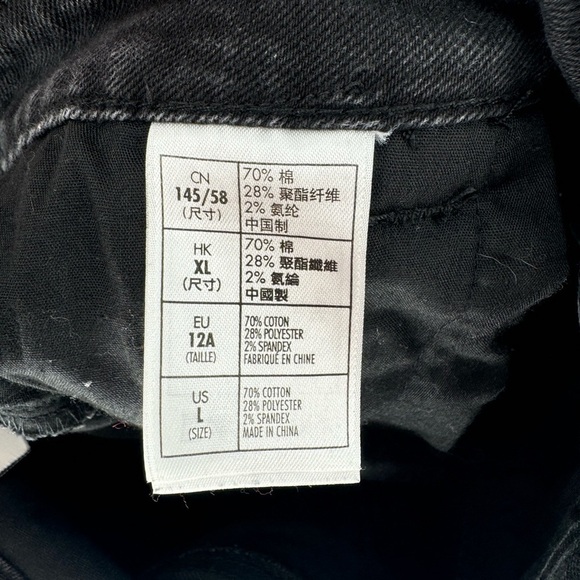 CN
145/58
(尺寸)
70% 棉
28% 聚酯纤维
2% 氨纶
中国制
HK
XL
(尺寸)
70% 棉
28% 聚酯纖維
2% 氨綸
中國製
EU
12A
(TAILLE)
70% COTON
28% POLYESTER
2% SPANDEX
FABRIQUÉ EN CHINE
US
L
(SIZE)
70% COTTON
28% POLYESTER
2% SPANDEX
MADE IN CHINA